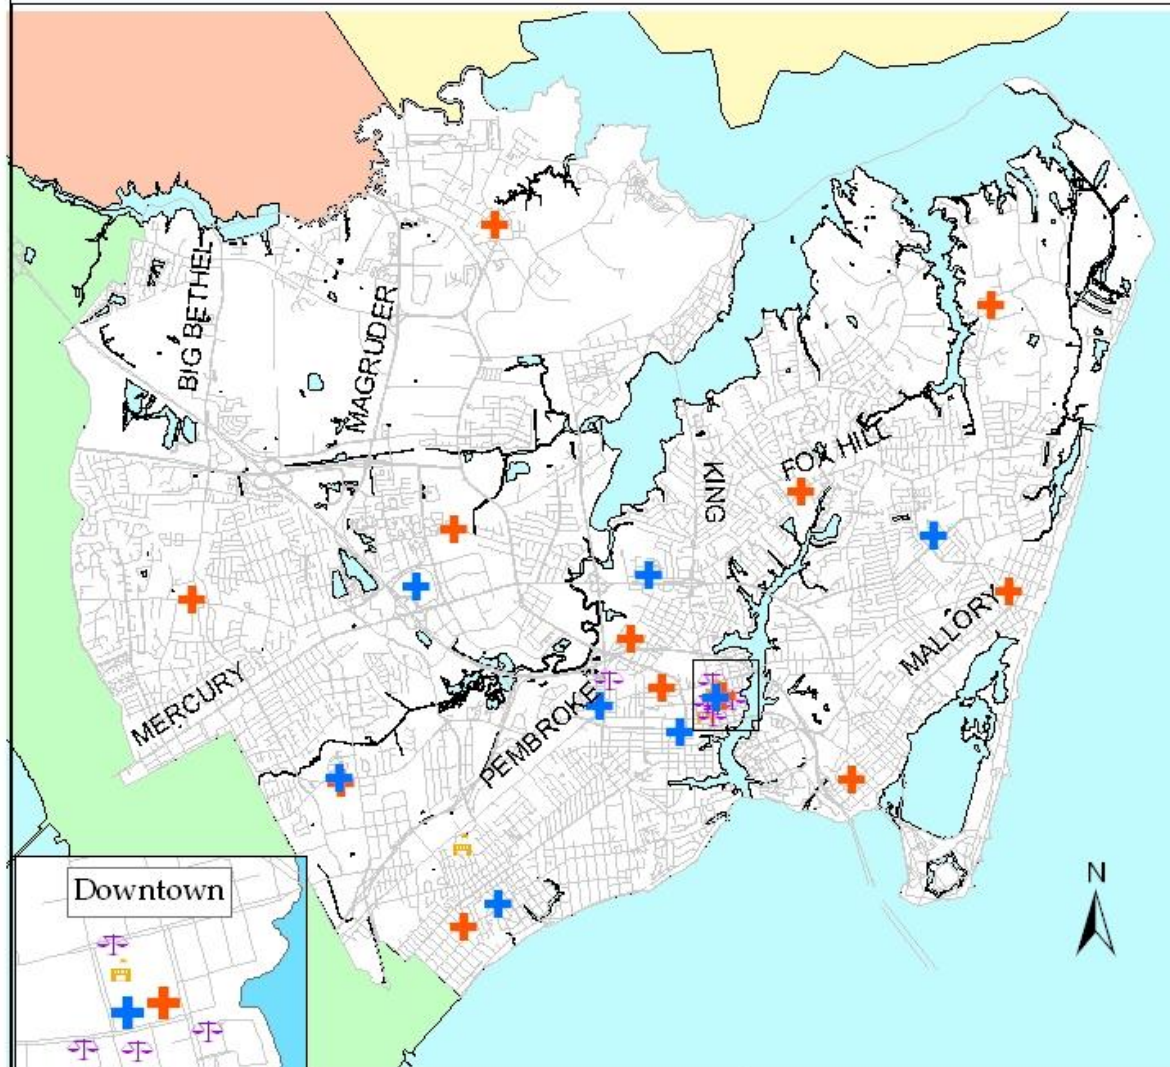 BIG BETHEL
MAGRUDER
KING
FOX HILL
MERCURY
PEMBROKE
MALLORY
Downtown
N